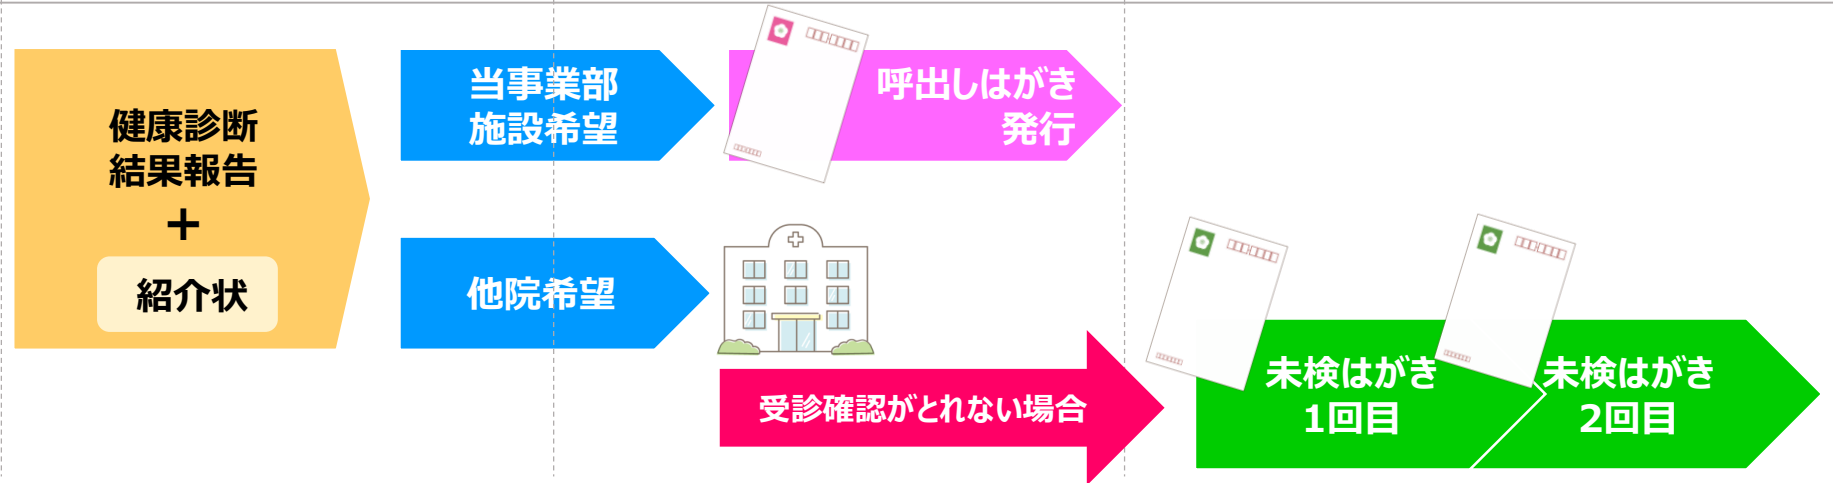 健康診断
結果報告
＋
紹介状
当事業部
施設希望
呼出しはがき
発行
他院希望
受診確認がとれない場合
未検はがき
1回目
未検はがき
2回目